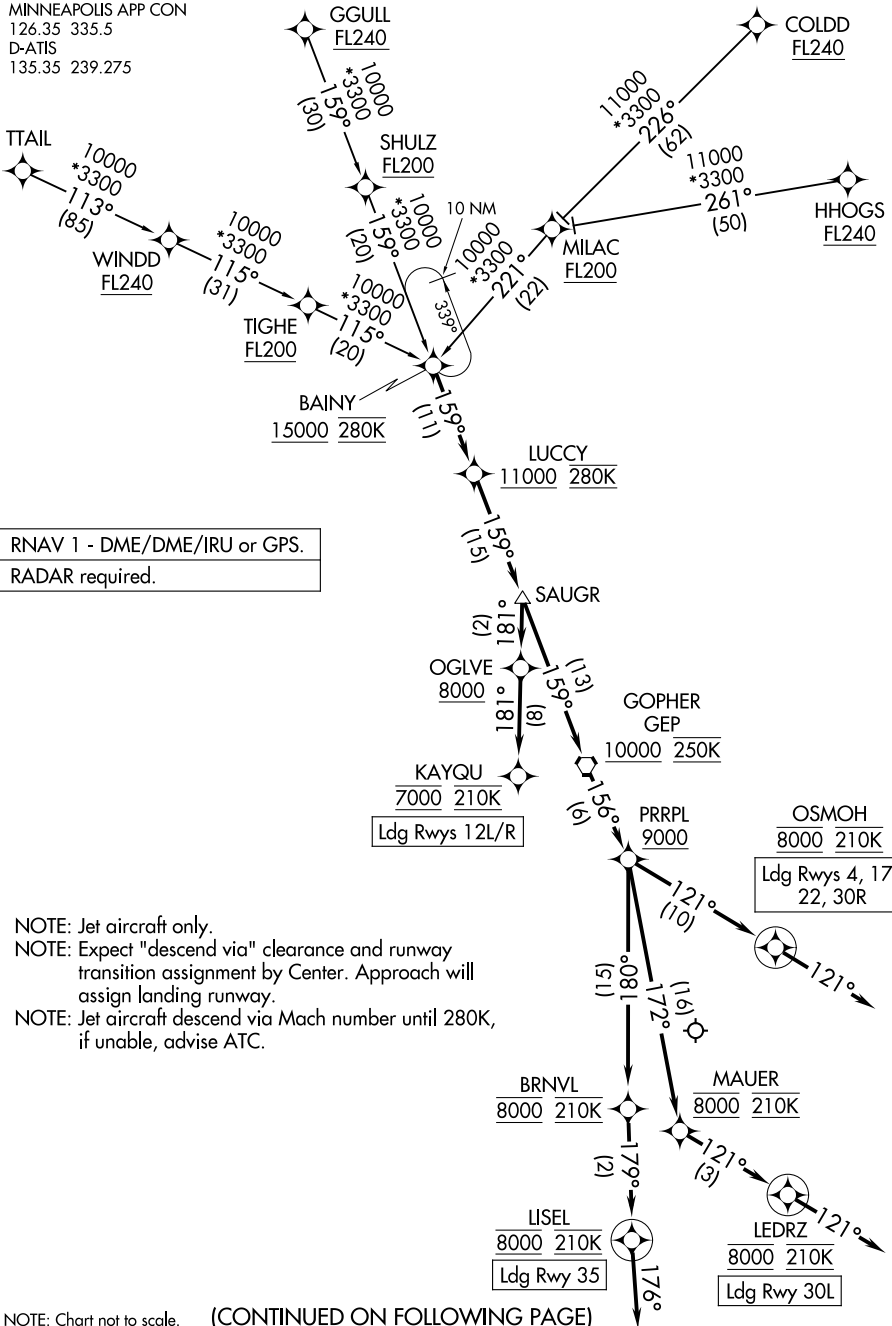 MINNEAPOLIS APP CON
126.35 335.5
D-ATIS
135.35 239.275
GGULL
FL240
COLDD
FL240
10000
*3300
159°
(30)
11000
*3300
226°
(62)
TTAIL
10000
*3300
113°
(85)
SHULZ
FL200
11000
*3300
261°
(50)
HHOGS
FL240
WINDD
FL240
10000
*3300
115°
(31)
10000
*3300
159°
(20)
10 NM
10000
*3300
221°
(22)
MILAC
FL200
TIGHE
FL200
10000
*3300
115°
(20)
339°
BAINY
15000 280K
159°
(11)
LUCCY
11000 280K
159°
(15)
RNAV 1 - DME/DME/IRU or GPS.
RADAR required.
SAUGR
181°
(2)
OGLVE
8000
159°
(13)
181°
(8)
GOPHER
GEP
10000 250K
KAYQU
7000 210K
Ldg Rwys 12L/R
156°
(6)
PRRPL
9000
OSMOH
8000 210K
Ldg Rwys 4, 17
22, 30R
121°
(10)
121°
NOTE: Jet aircraft only.
NOTE: Expect "descend via" clearance and runway
transition assignment by Center. Approach will
assign landing runway.
NOTE: Jet aircraft descend via Mach number until 280K,
if unable, advise ATC.
180°
(15)
172°
(16)
BRNVL
8000 210K
MAUER
8000 210K
179°
(2)
121°
(3)
LISEL
8000 210K
Ldg Rwy 35
176°
LEDRZ
8000 210K
Ldg Rwy 30L
121°
NOTE: Chart not to scale.
(CONTINUED ON FOLLOWING PAGE)